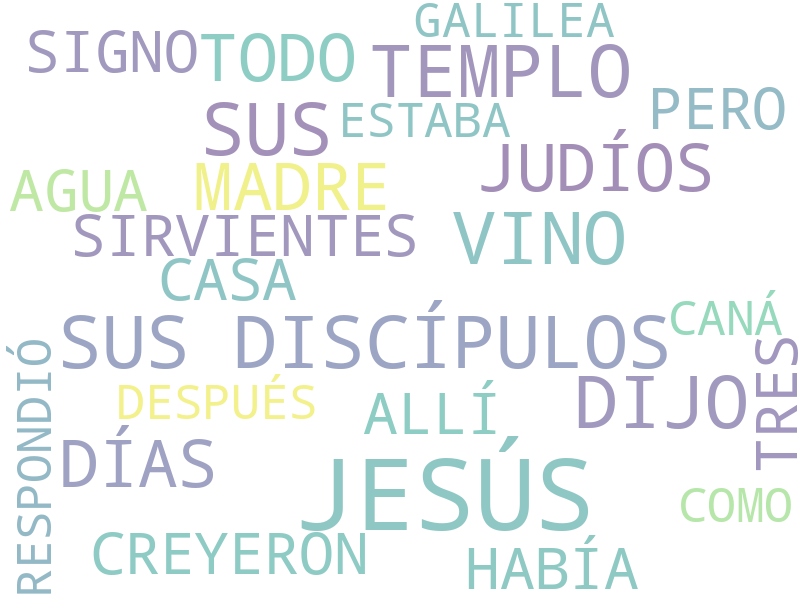 GALILEA
SIGNO
TODO
TEMPLO
PERO
SUS
ESTABA
JUDÍOS
AGUA
MADRE
SIRVIENTES
VINO
CASA
CANÁ
SUS DISCÍPULOS
RESPONDIÓ
TRES
DESPUÉS
ALLÍ
DIJO
DÍAS
JESÚS
COMO
CREYERON
HABÍA